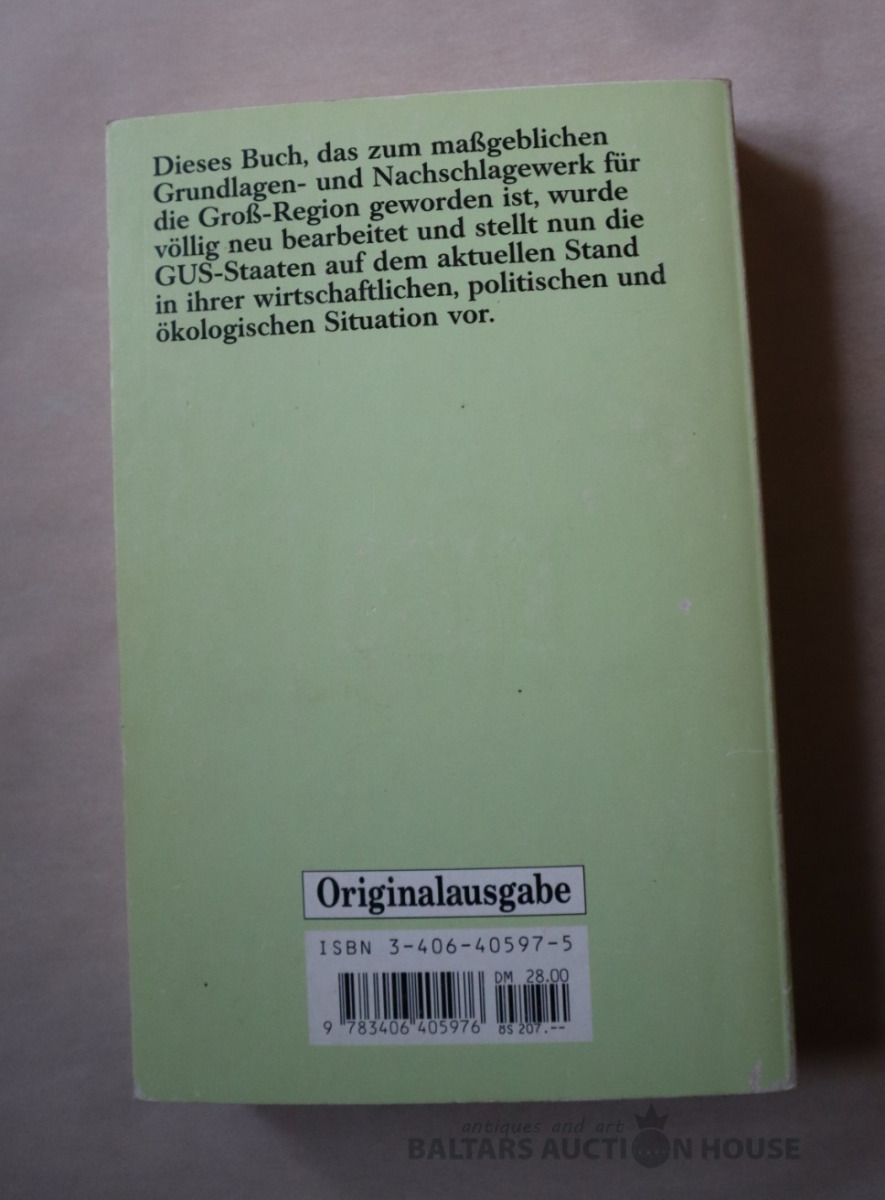 Dieses Buch, das zum maßgeblichen
Grundlagen- und Nachschlagewerk für
die Groß-Region geworden ist, wurde
völlig neu bearbeitet und stellt nun die
GUS-Staaten auf dem aktuellen Stand
in ihrer wirtschaftlichen, politischen und
ökologischen Situation vor.
Originalausgabe
ISBN 3-406-40597-5
DM 28.00
9 783406 405976
öS 207.--
antiques and art
BALTARS AUCTION HOUSE